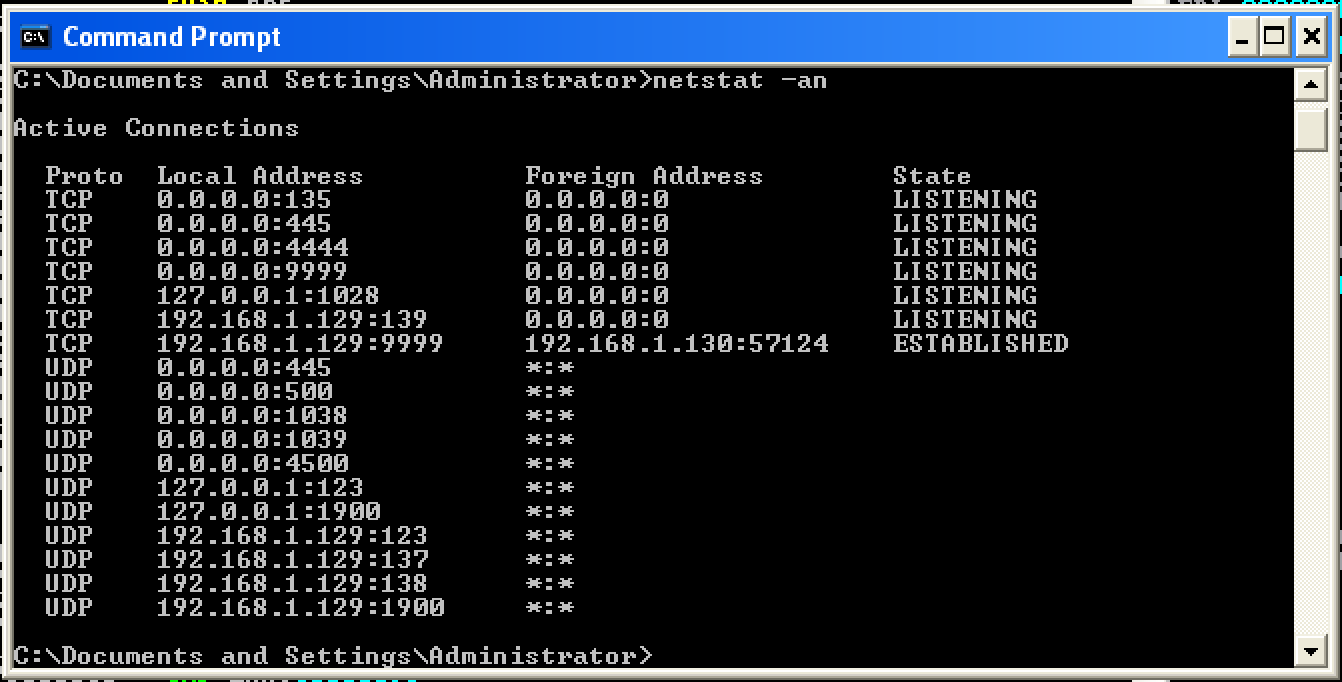 Command Prompt
C:\Documents and Settings\Administrator>netstat -an
Active Connections
Proto  Local Address          Foreign Address        State
TCP    0.0.0.0:135            0.0.0.0:0              LISTENING
TCP    0.0.0.0:445            0.0.0.0:0              LISTENING
TCP    0.0.0.0:4444           0.0.0.0:0              LISTENING
TCP    0.0.0.0:9999           0.0.0.0:0              LISTENING
TCP    127.0.0.1:1028         0.0.0.0:0              LISTENING
TCP    192.168.1.129:139      0.0.0.0:0              LISTENING
TCP    192.168.1.129:9999     192.168.1.130:57124    ESTABLISHED
UDP    0.0.0.0:445            *:*
UDP    0.0.0.0:500            *:*
UDP    0.0.0.0:1038           *:*
UDP    0.0.0.0:1039           *:*
UDP    0.0.0.0:4500           *:*
UDP    127.0.0.1:123          *:*
UDP    127.0.0.1:1900         *:*
UDP    192.168.1.129:123      *:*
UDP    192.168.1.129:137      *:*
UDP    192.168.1.129:138      *:*
UDP    192.168.1.129:1900     *:*
C:\Documents and Settings\Administrator>